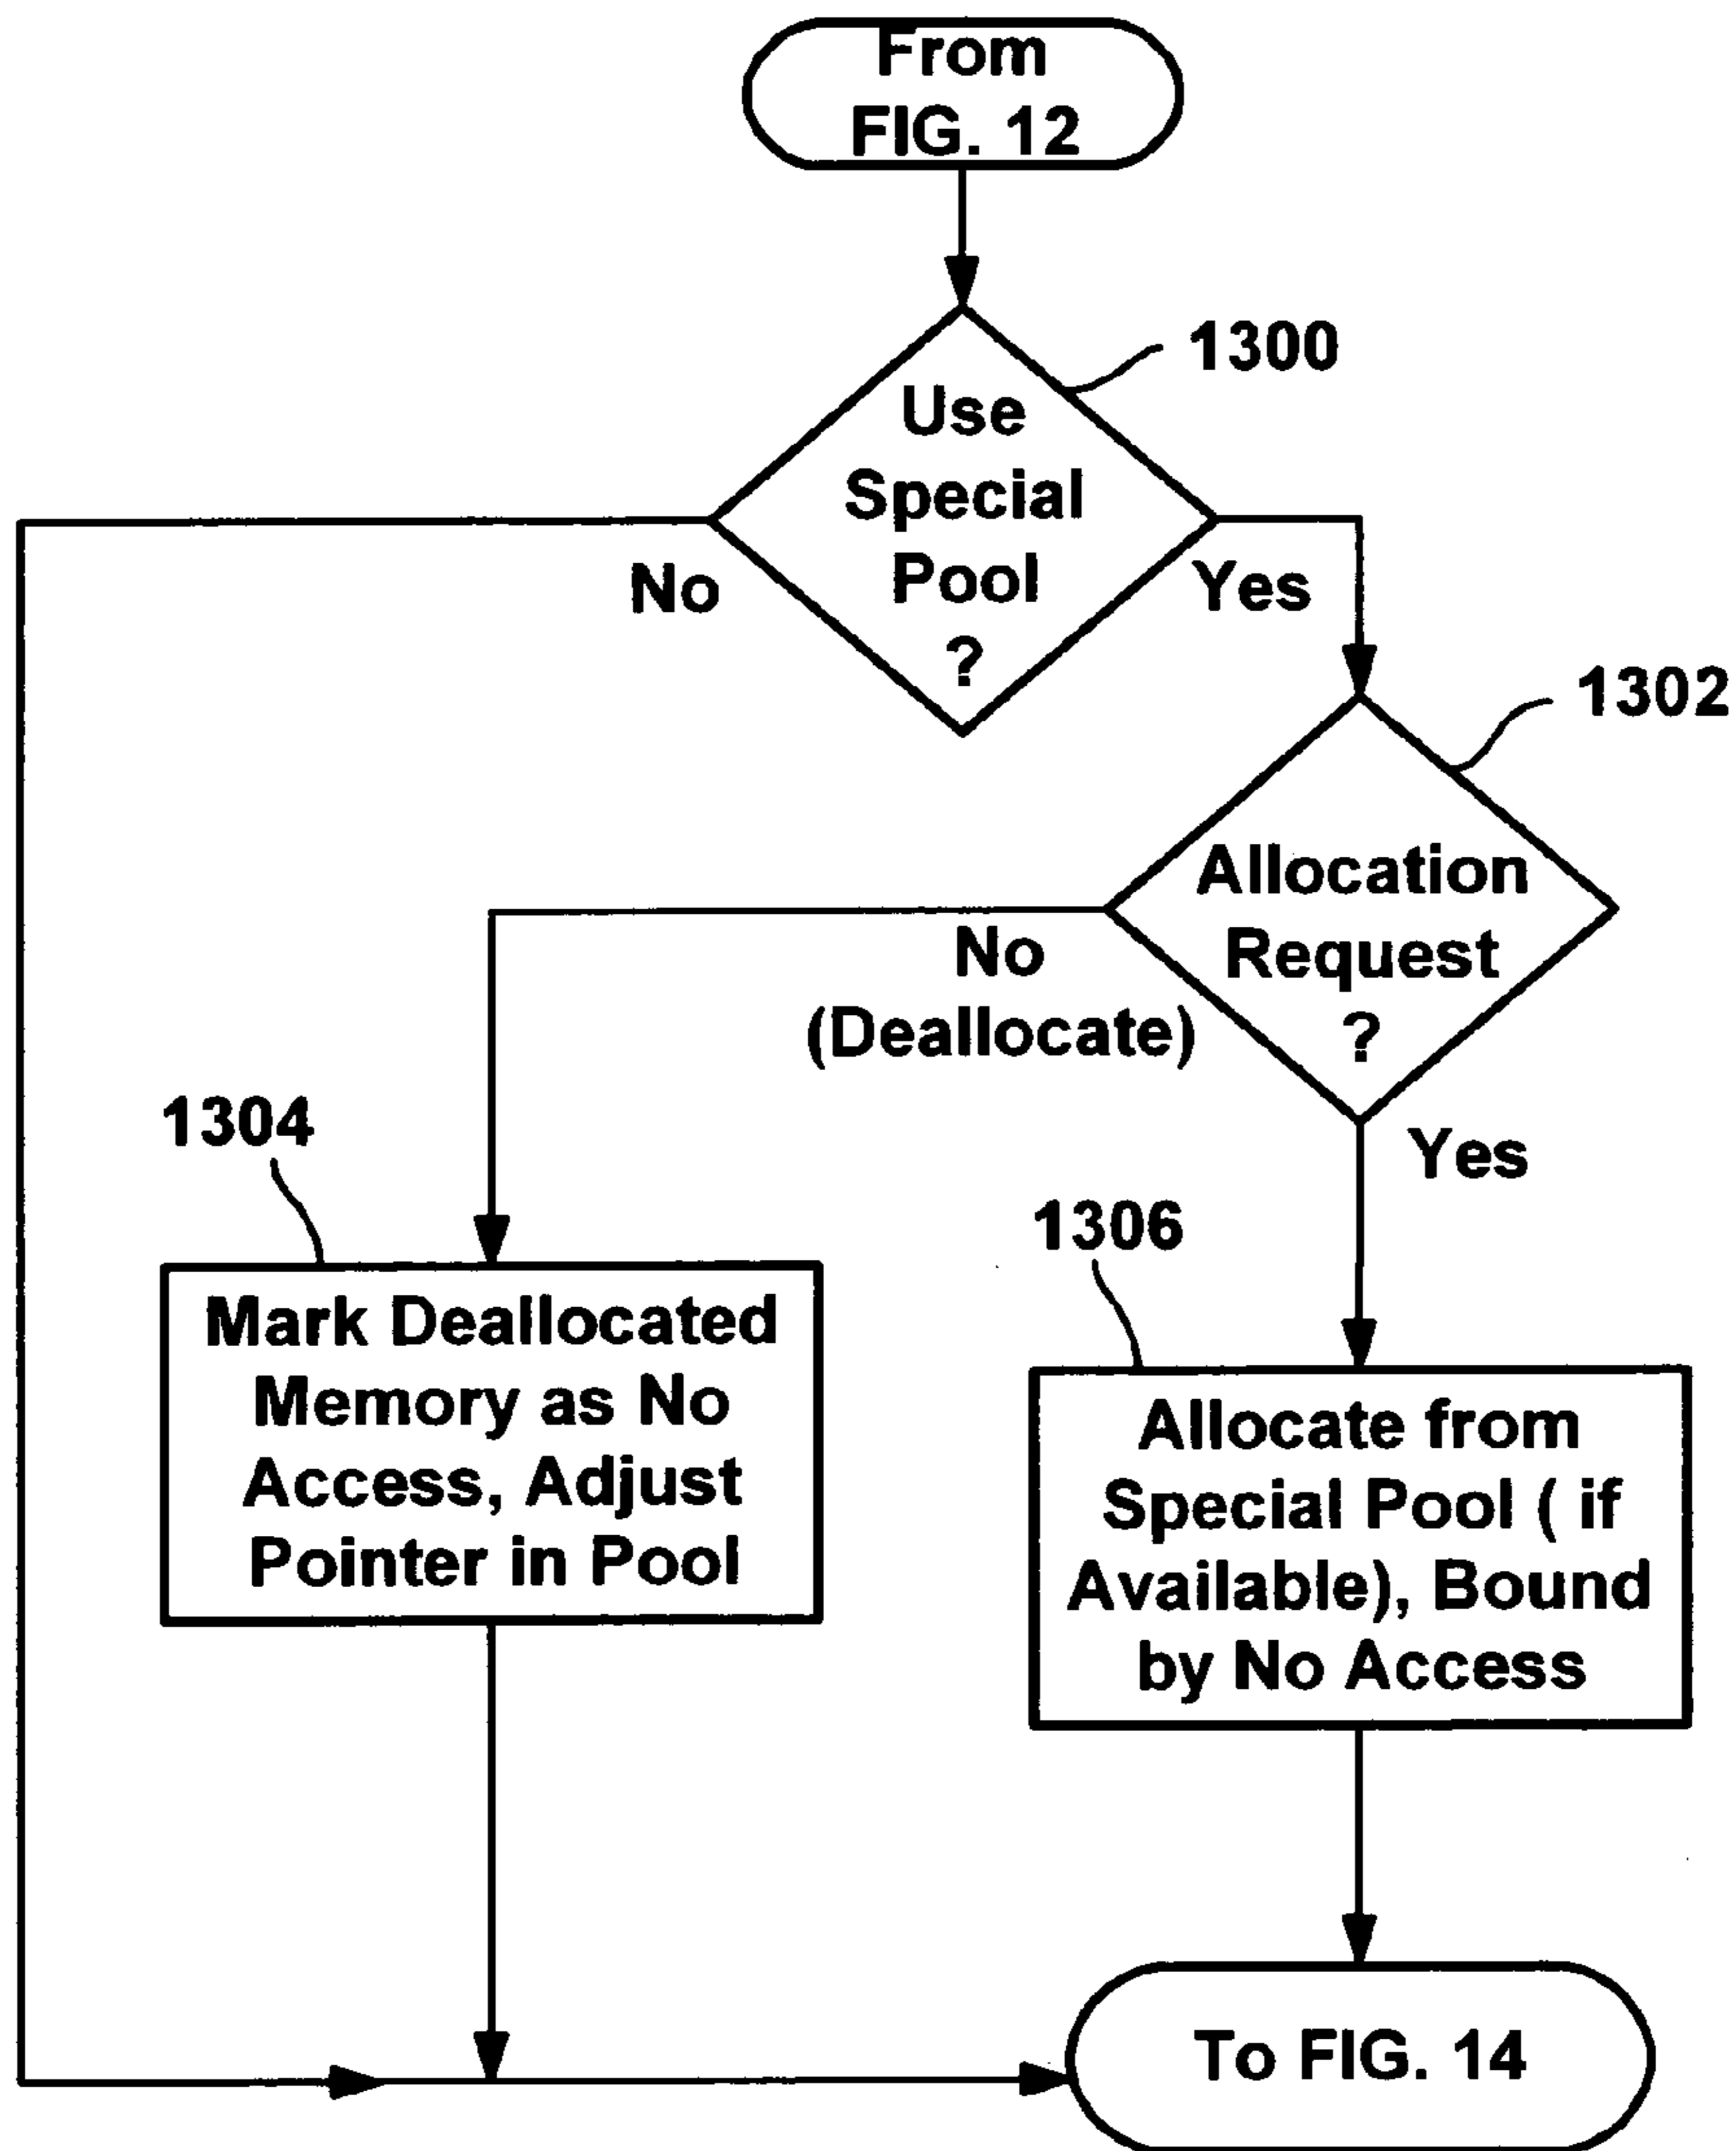 From
FIG. 12
1300
Use
Special
Pool
?
No
Yes
1302
Allocation
Request
?
No
(Deallocate)
Yes
1304
Mark Deallocated
Memory as No
Access, Adjust
Pointer in Pool
1306
Allocate from
Special Pool ( if
Available), Bound
by No Access
To FIG. 14